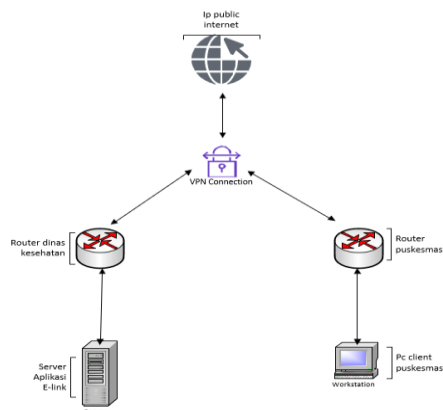 Ip public
internet
VPN Connection
Router dinas
kesehatan
Router
puskesmas
Server
Aplikasi
E-link
Pc client
puskesmas
Workstation